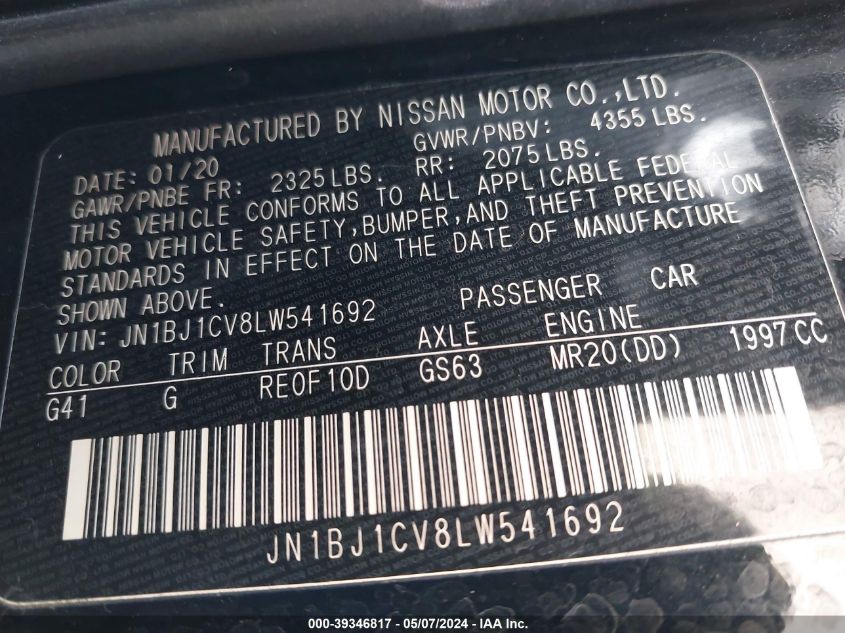 MANUFACTURED BY NISSAN MOTOR CO.,LTD.
DATE: 01/20 GVWR/PNBV: 4355 LBS.
GAWR/PNBE FR: 2325 LBS. RR: 2075 LBS.
THIS VEHICLE CONFORMS TO ALL APPLICABLE FEDERAL
MOTOR VEHICLE SAFETY, BUMPER, AND THEFT PREVENTION
STANDARDS IN EFFECT ON THE DATE OF MANUFACTURE
SHOWN ABOVE.
VIN: JN1BJ1CV8LW541692 PASSENGER CAR
COLOR TRIM TRANS AXLE ENGINE
G41 G RE0F10D GS63 MR20(DD) 1997CC
JN1BJ1CV8LW541692
000-39346817 - 05/07/2024 - IAA Inc.